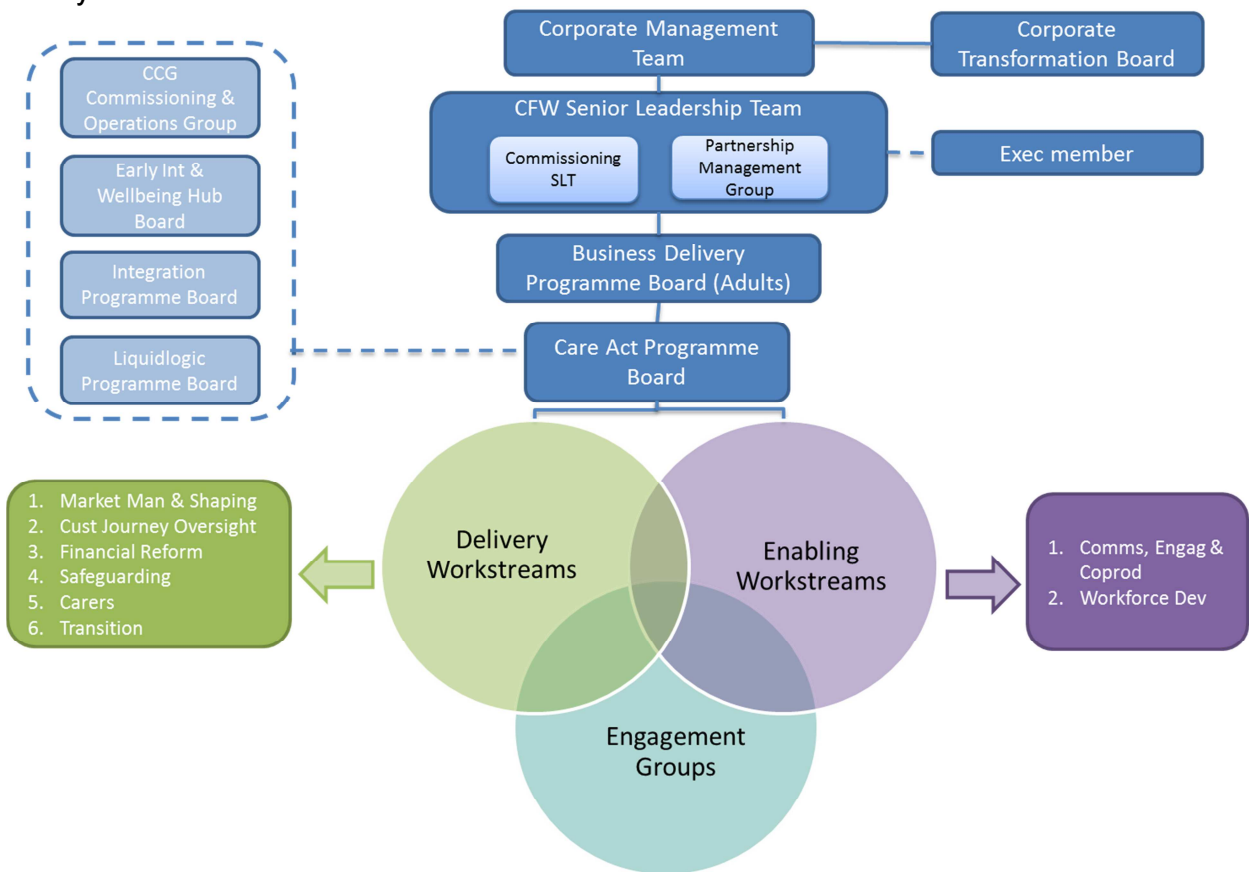 Corporate Management
Team
Corporate
Transformation Board
CCG
Commissioning &
Operations Group
Early Int &
Wellbeing Hub
Board
Integration
Programme Board
Liquidlogic
Programme Board
CFW Senior Leadership Team
Commissioning
SLT
Partnership
Management
Group
Exec member
Business Delivery
Programme Board (Adults)
Care Act Programme
Board
1. Market Man & Shaping
2. Cust Journey Oversight
3. Financial Reform
4. Safeguarding
5. Carers
6. Transition
Delivery
Workstreams
Enabling
Workstreams
1. Comms, Engag &
Coprod
2. Workforce Dev
Engagement
Groups